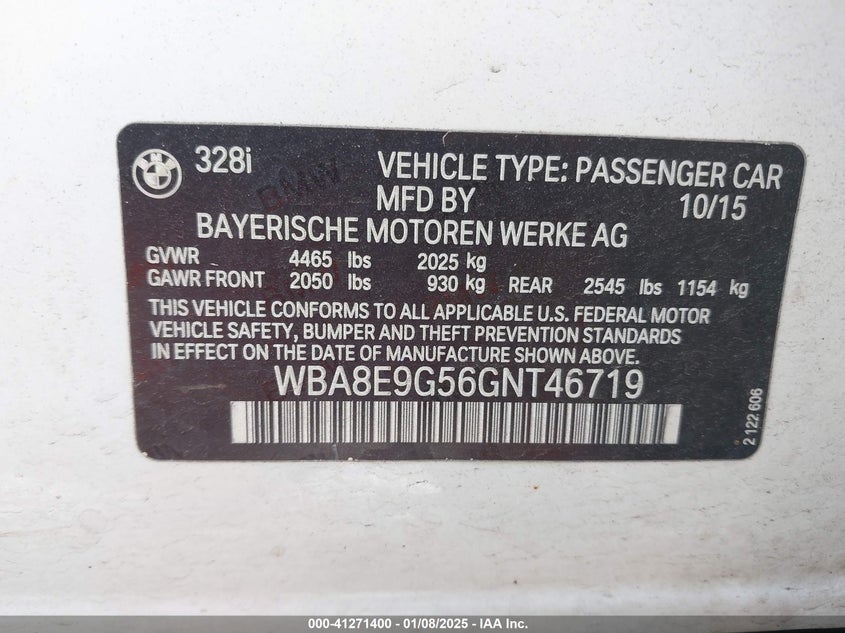 328i VEHICLE TYPE: PASSENGER CAR
MFD BY 10/15
BAYERISCHE MOTOREN WERKE AG
GVWR 4465 lbs 2025 kg
GAWR FRONT 2050 lbs 930 kg REAR 2545 lbs 1154 kg
THIS VEHICLE CONFORMS TO ALL APPLICABLE U.S. FEDERAL MOTOR
VEHICLE SAFETY, BUMPER AND THEFT PREVENTION STANDARDS
IN EFFECT ON THE DATE OF MANUFACTURE SHOWN ABOVE.
WBA8E9G56GNT46719
2 122 606
000-41271400 - 01/08/2025 - IAA Inc.